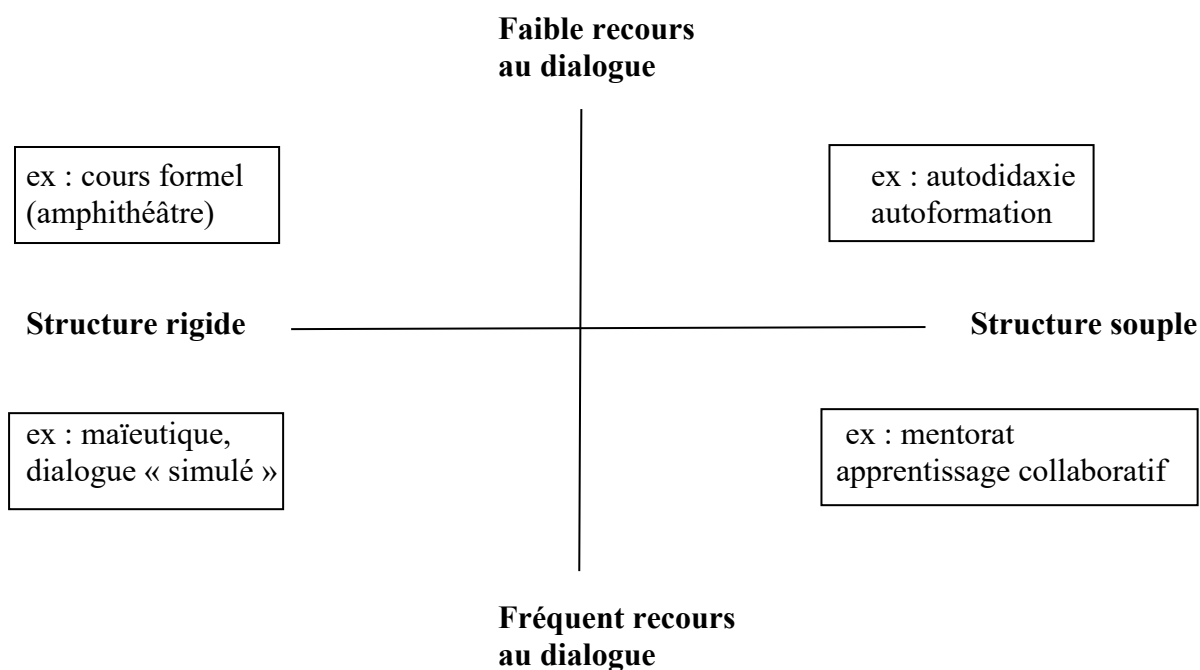 Faible recours
au dialogue
ex : cours formel
(amphithéâtre)
ex : autodidaxie
autoformation
Structure rigide
Structure souple
ex : maïeutique,
dialogue « simulé »
ex : mentorat
apprentissage collaboratif
Fréquent recours
au dialogue